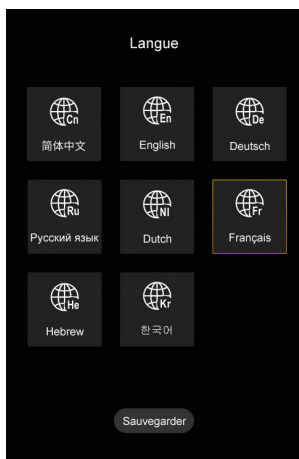 Langue
Cn
En
De
简体中文
English
Deutsch
Ru
Nl
Fr
Русский язык
Dutch
Français
He
Kr
Hebrew
한국어
Sauvegarder